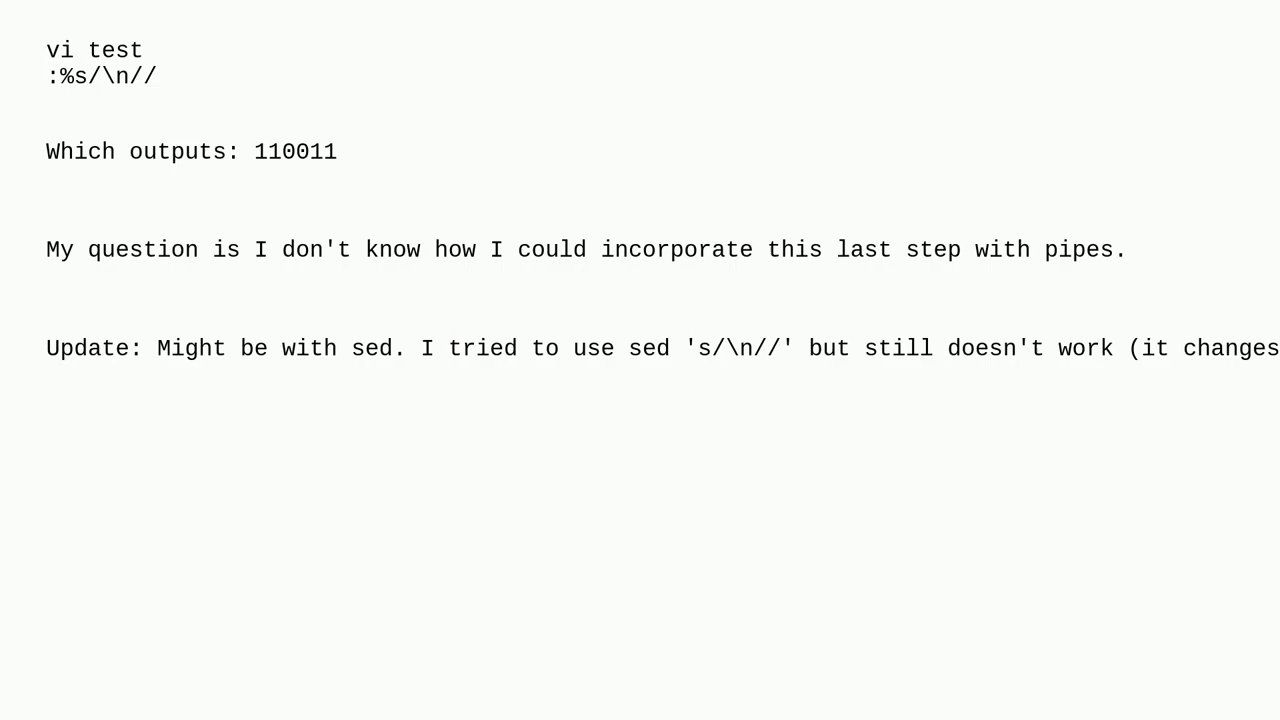 vi test
:%s/\n//
Which outputs: 110011
My question is I don't know how I could incorporate this last step with pipes.
Update: Might be with sed. I tried to use sed 's/\n//' but still doesn't work (it changes